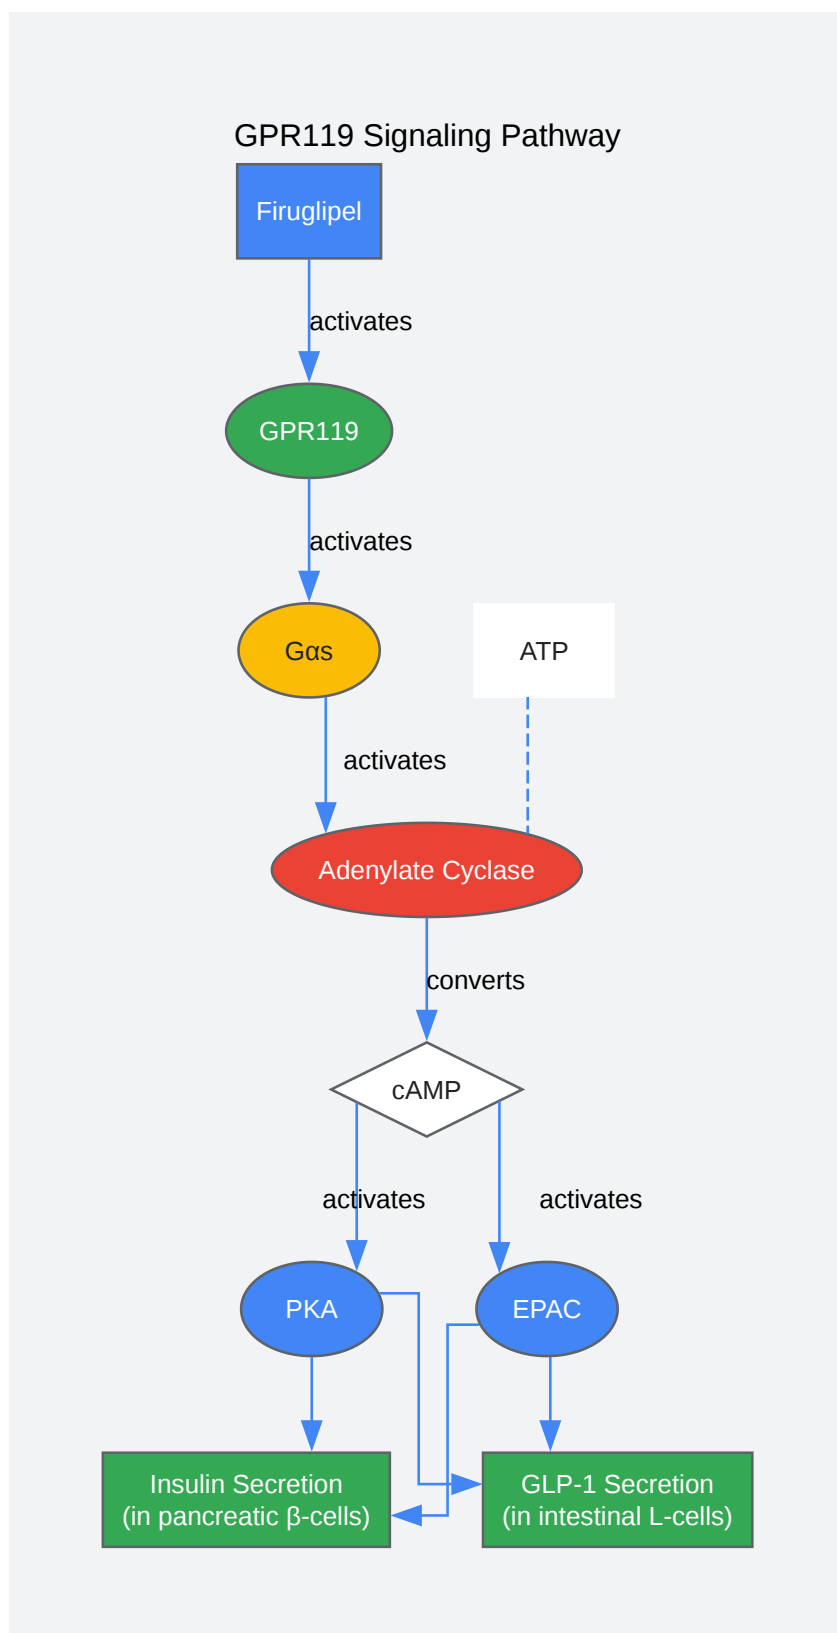 GPR119 Signaling Pathway
Firuglipel
activates
GPR119
activates
Gαs
ATP
activates
Adenylate Cyclase
converts
cAMP
activates
activates
PKA
EPAC
Insulin Secretion
(in pancreatic β-cells)
GLP-1 Secretion
(in intestinal L-cells)